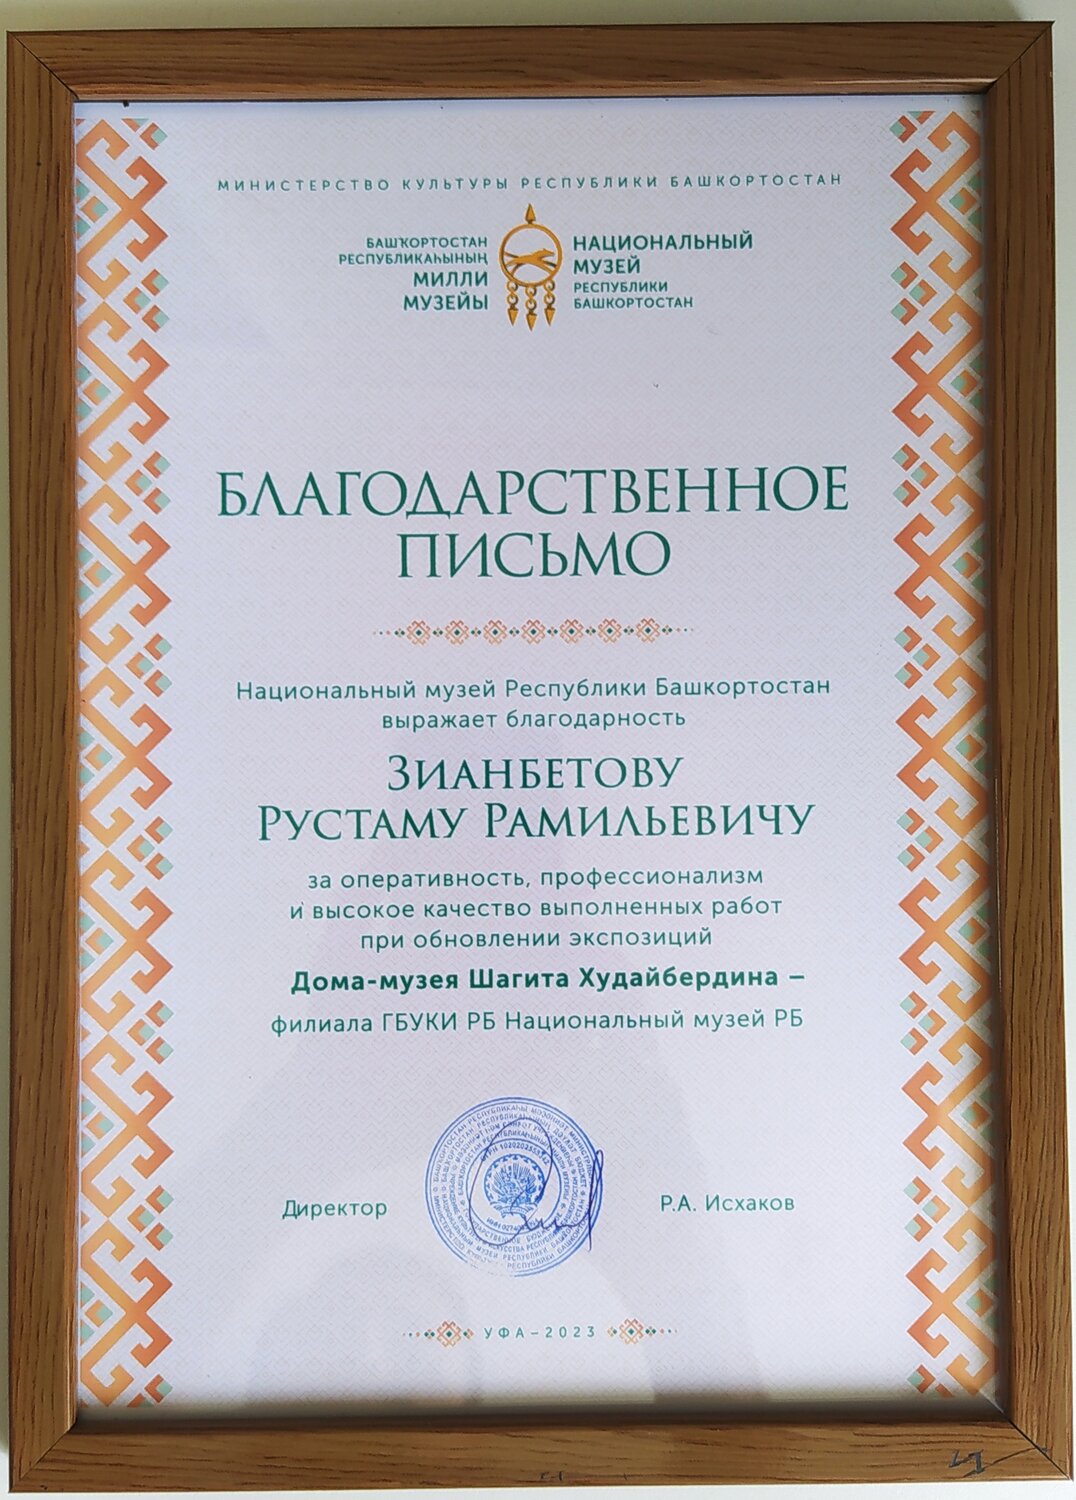 МИНИСТЕРСТВО КУЛЬТУРЫ РЕСПУБЛИКИ БАШКОРТОСТАН
БАШҠОРТОСТАН
РЕСПУБЛИКАҺЫНЫҢ
МИЛЛИ
МУЗЕЙЫ
НАЦИОНАЛЬНЫЙ
МУЗЕЙ
РЕСПУБЛИКИ
БАШКОРТОСТАН
БЛАГОДАРСТВЕННОЕ
ПИСЬМО
Национальный музей Республики Башкортостан
выражает благодарность
ЗИАНБЕТОВУ
РУСТАМУ РАМИЛЬЕВИЧУ
за оперативность, профессионализм
и высокое качество выполненных работ
при обновлении экспозиций
Дома-музея Шагита Худайбердина –
филиала ГБУКИ РБ Национальный музей РБ
Директор
Р.А. Исхаков
УФА – 2023